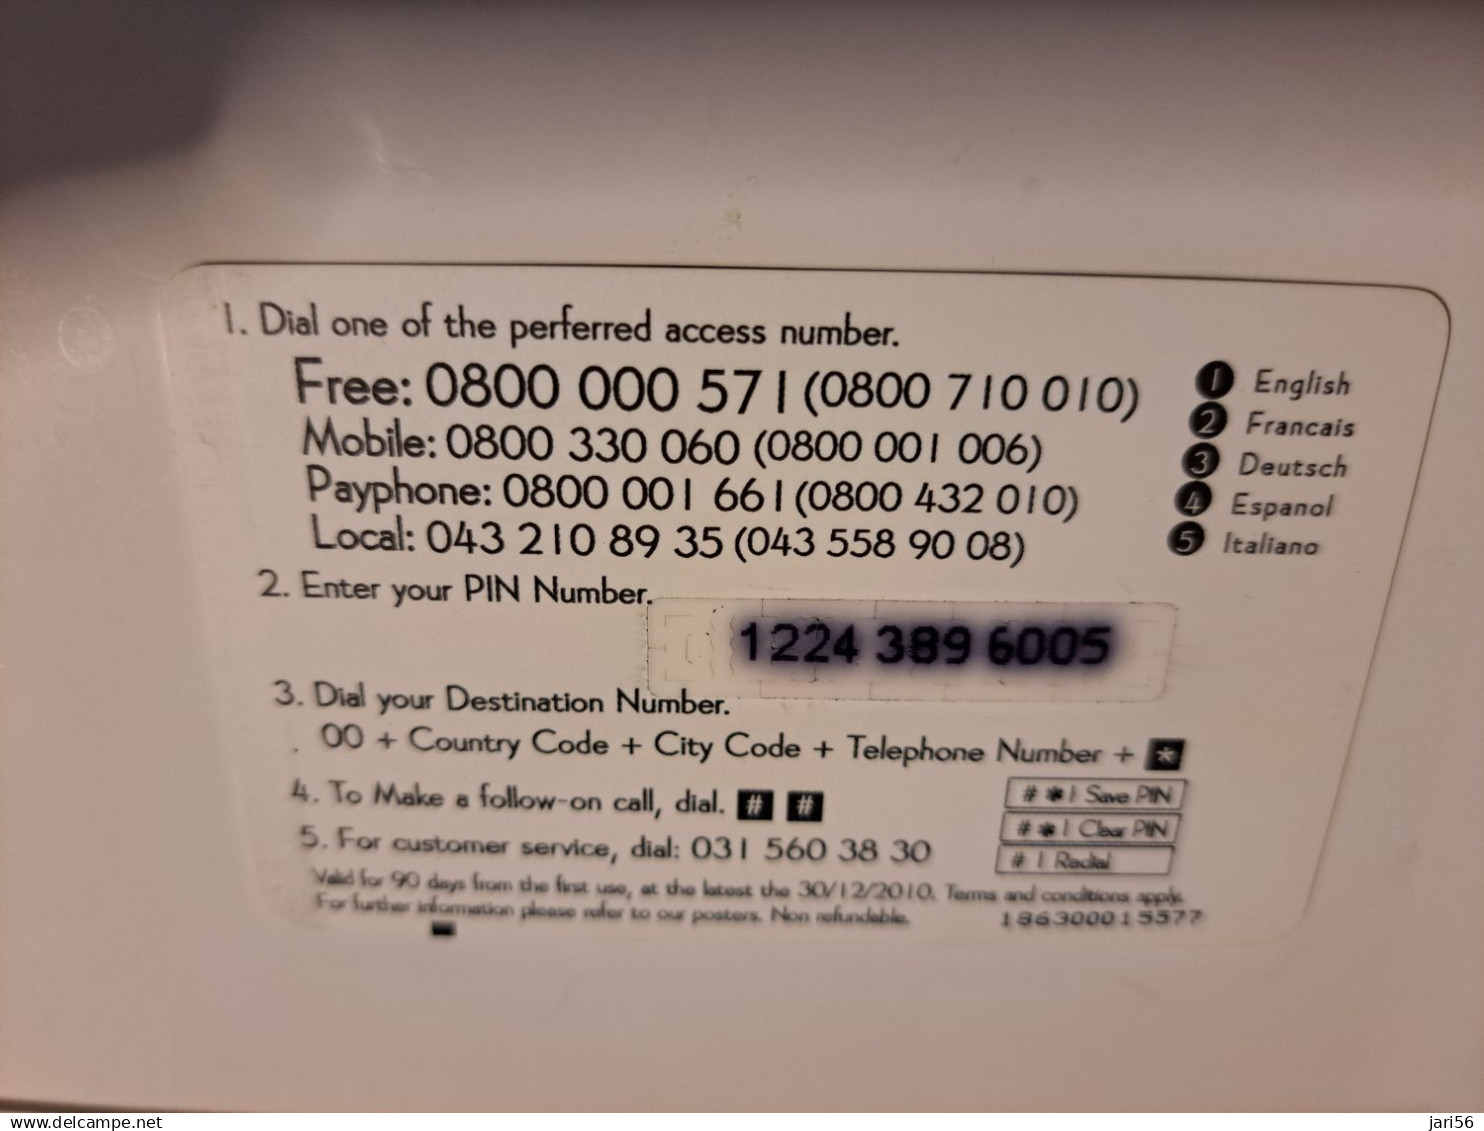 1. Dial one of the perferred access number.
Free: 0800 000 571 (0800 710 010)
Mobile: 0800 330 060 (0800 001 006)
Payphone: 0800 001 661 (0800 432 010)
Local: 043 210 89 35 (043 558 90 08)
1 English
2 Francais
3 Deutsch
4 Espanol
5 Italiano
2. Enter your PIN Number.
1224 389 6005
3. Dial your Destination Number.
00 + Country Code + City Code + Telephone Number + *
4. To Make a follow-on call, dial. # #
5. For customer service, dial: 031 560 38 30
# * 1 Save PIN
# * 1 Clear PIN
# 1 Redial
Valid for 90 days from the first use, at the latest the 30/12/2010. Terms and conditions apply.
For further information please refer to our posters. Non refundable.
186300015577
www.delcampe.net
jari56